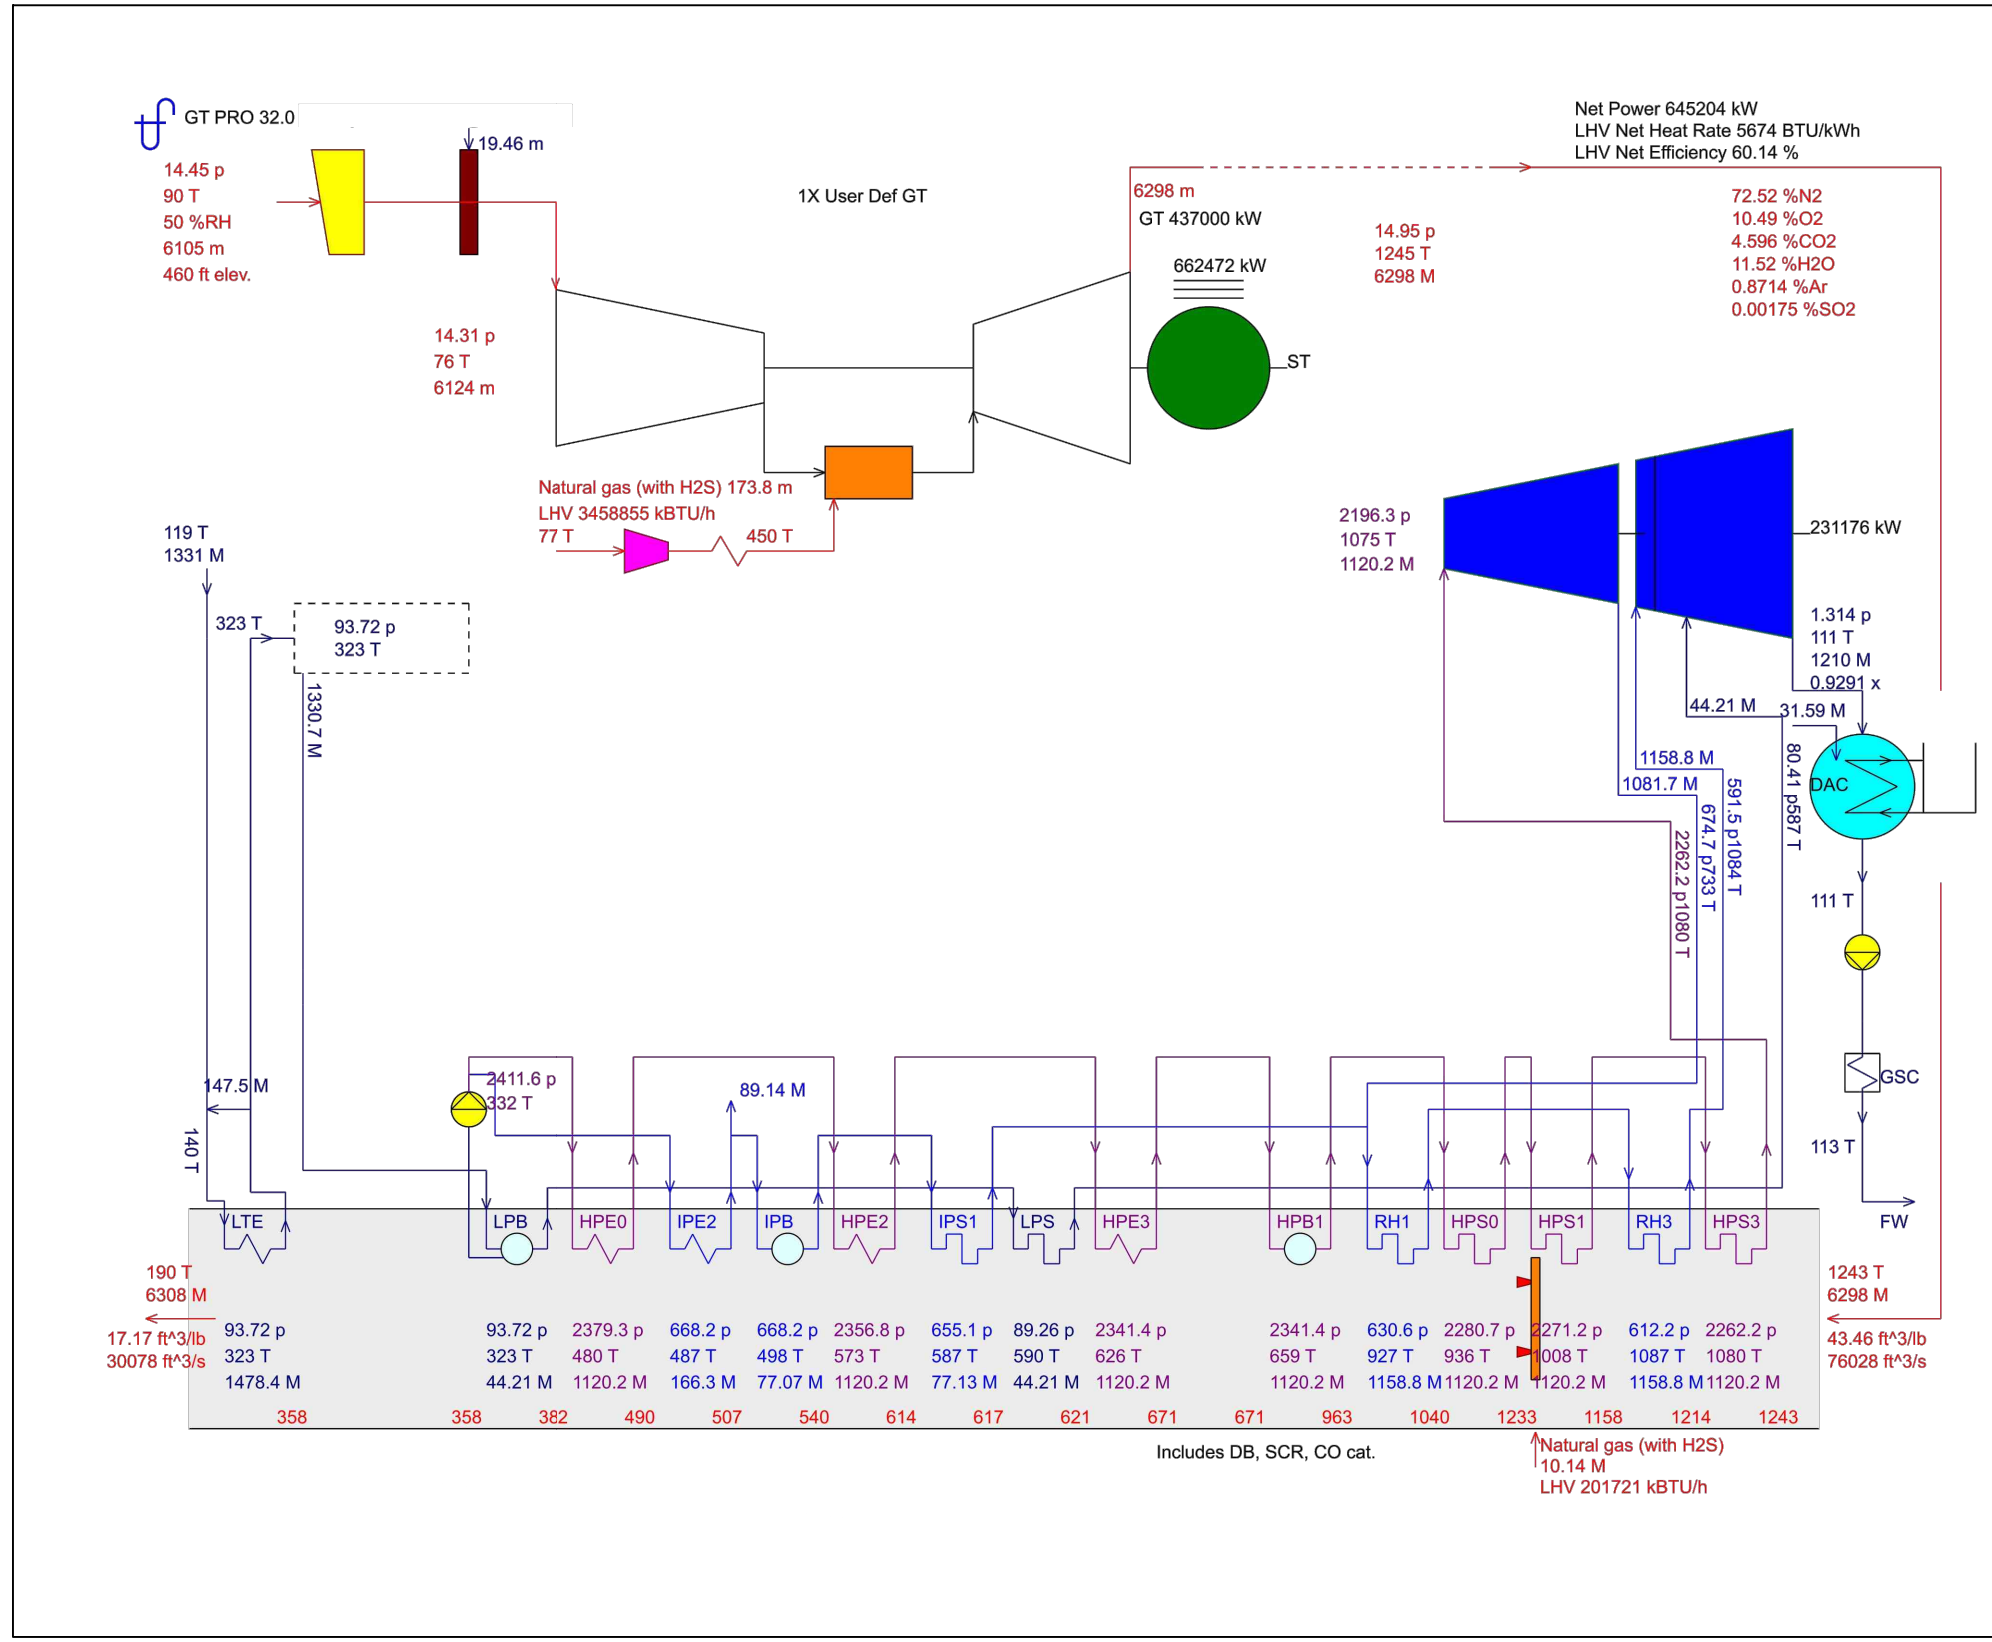 GT PRO 32.0
Net Power 645204 kW
LHV Net Heat Rate 5674 BTU/kWh
LHV Net Efficiency 60.14 %
19.46 m
14.45 p
90 T
50 %RH
6105 m
460 ft elev.
1X User Def GT
6298 m
GT 437000 kW
662472 kW
14.95 p
1245 T
6298 M
72.52 %N2
10.49 %O2
4.596 %CO2
11.52 %H2O
0.8714 %Ar
0.00175 %SO2
14.31 p
76 T
6124 m
ST
Natural gas (with H2S) 173.8 m
LHV 3458855 kBTU/h
77 T
450 T
2196.3 p
1075 T
1120.2 M
231176 kW
119 T
1331 M
323 T
93.72 p
323 T
1330.7 M
1.314 p
111 T
1210 M
0.9291 x
44.21 M
31.59 M
1158.8 M
1081.7 M
80.41 p587 T
591.5 p1084 T
674.7 p733 T
2262.2 p1080 T
DAC
111 T
GSC
113 T
FW
147.5 M
140 T
2411.6 p
332 T
89.14 M
LTE
LPB
HPE0
IPE2
IPB
HPE2
IPS1
LPS
HPE3
HPB1
RH1
HPS0
HPS1
RH3
HPS3
190 T
6308 M
17.17 ft^3/lb
30078 ft^3/s
1243 T
6298 M
43.46 ft^3/lb
76028 ft^3/s
93.72 p 93.72 p 2379.3 p 668.2 p 668.2 p 2356.8 p 655.1 p 89.26 p 2341.4 p 2341.4 p 630.6 p 2280.7 p 2271.2 p 612.2 p 2262.2 p
323 T 323 T 480 T 487 T 498 T 573 T 587 T 590 T 626 T 659 T 927 T 936 T 1008 T 1087 T 1080 T
1478.4 M 44.21 M 1120.2 M 166.3 M 77.07 M 1120.2 M 77.13 M 44.21 M 1120.2 M 1120.2 M 1158.8 M 1120.2 M 1120.2 M 1158.8 M 1120.2 M
358 358 382 490 507 540 614 617 621 671 671 963 1040 1233 1158 1214 1243
Includes DB, SCR, CO cat.
Natural gas (with H2S)
10.14 M
LHV 201721 kBTU/h